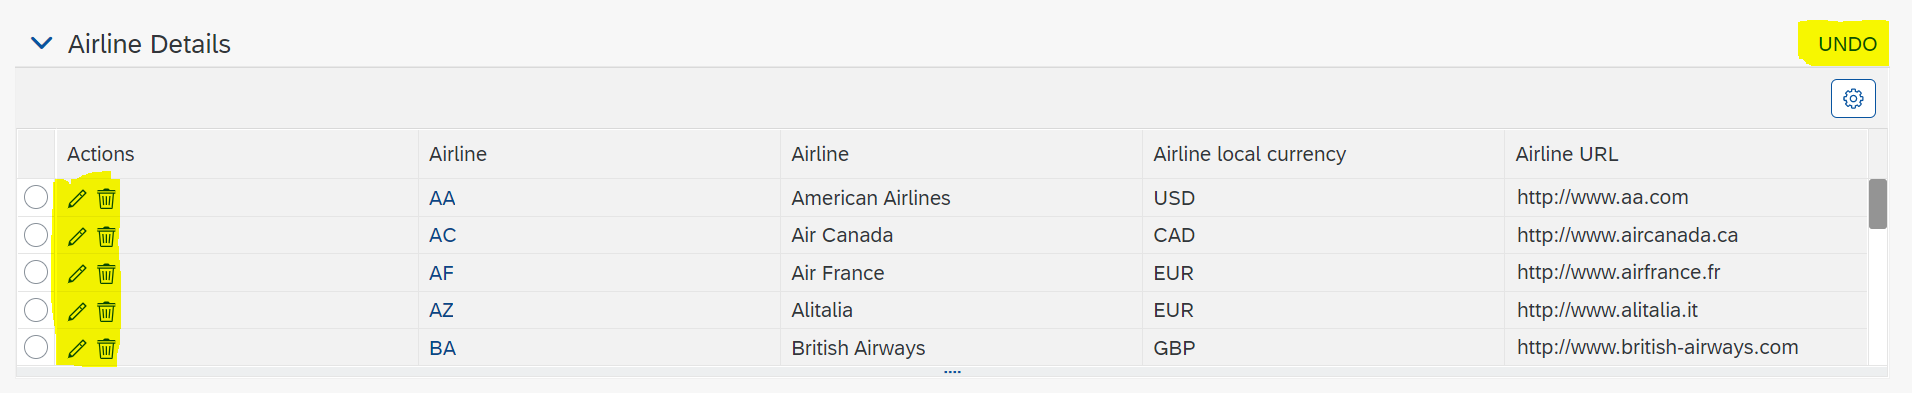 Airline Details
UNDO
Actions Airline Airline Airline local currency Airline URL
AA American Airlines USD http://www.aa.com
AC Air Canada CAD http://www.aircanada.ca
AF Air France EUR http://www.airfrance.fr
AZ Alitalia EUR http://www.alitalia.it
BA British Airways GBP http://www.british-airways.com